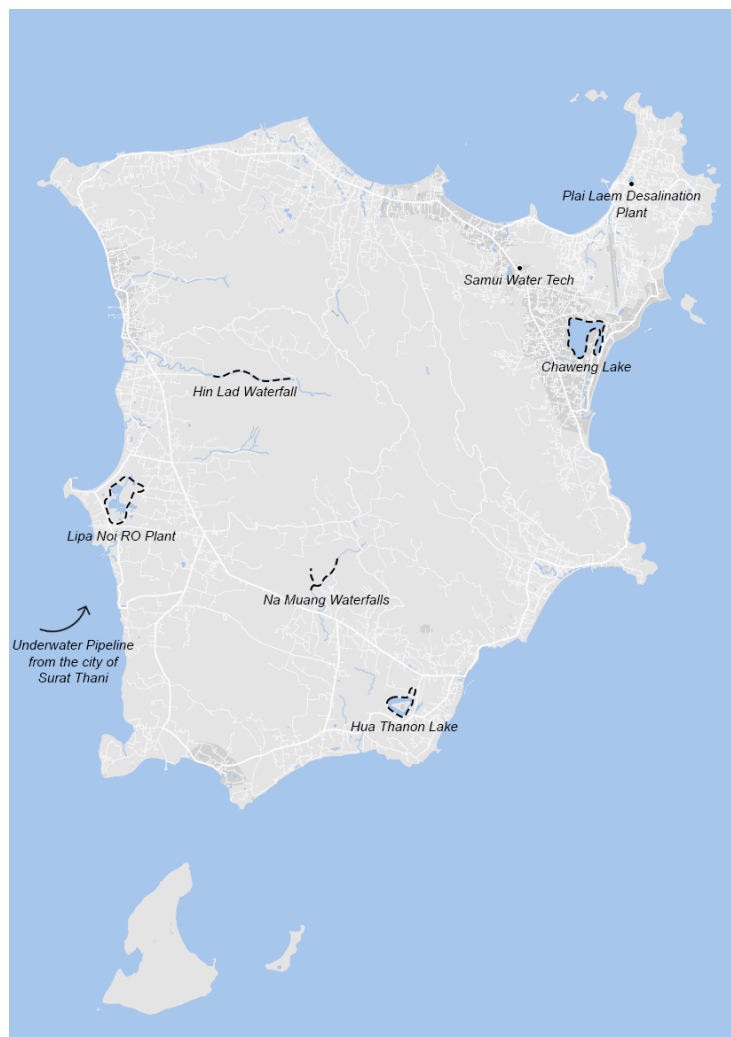 Plai Laem Desalination
Plant
Samui Water Tech
Chaweng Lake
Hin Lad Waterfall
Lipa Noi RO Plant
Na Muang Waterfalls
Underwater Pipeline
from the city of
Surat Thani
Hua Thanon Lake